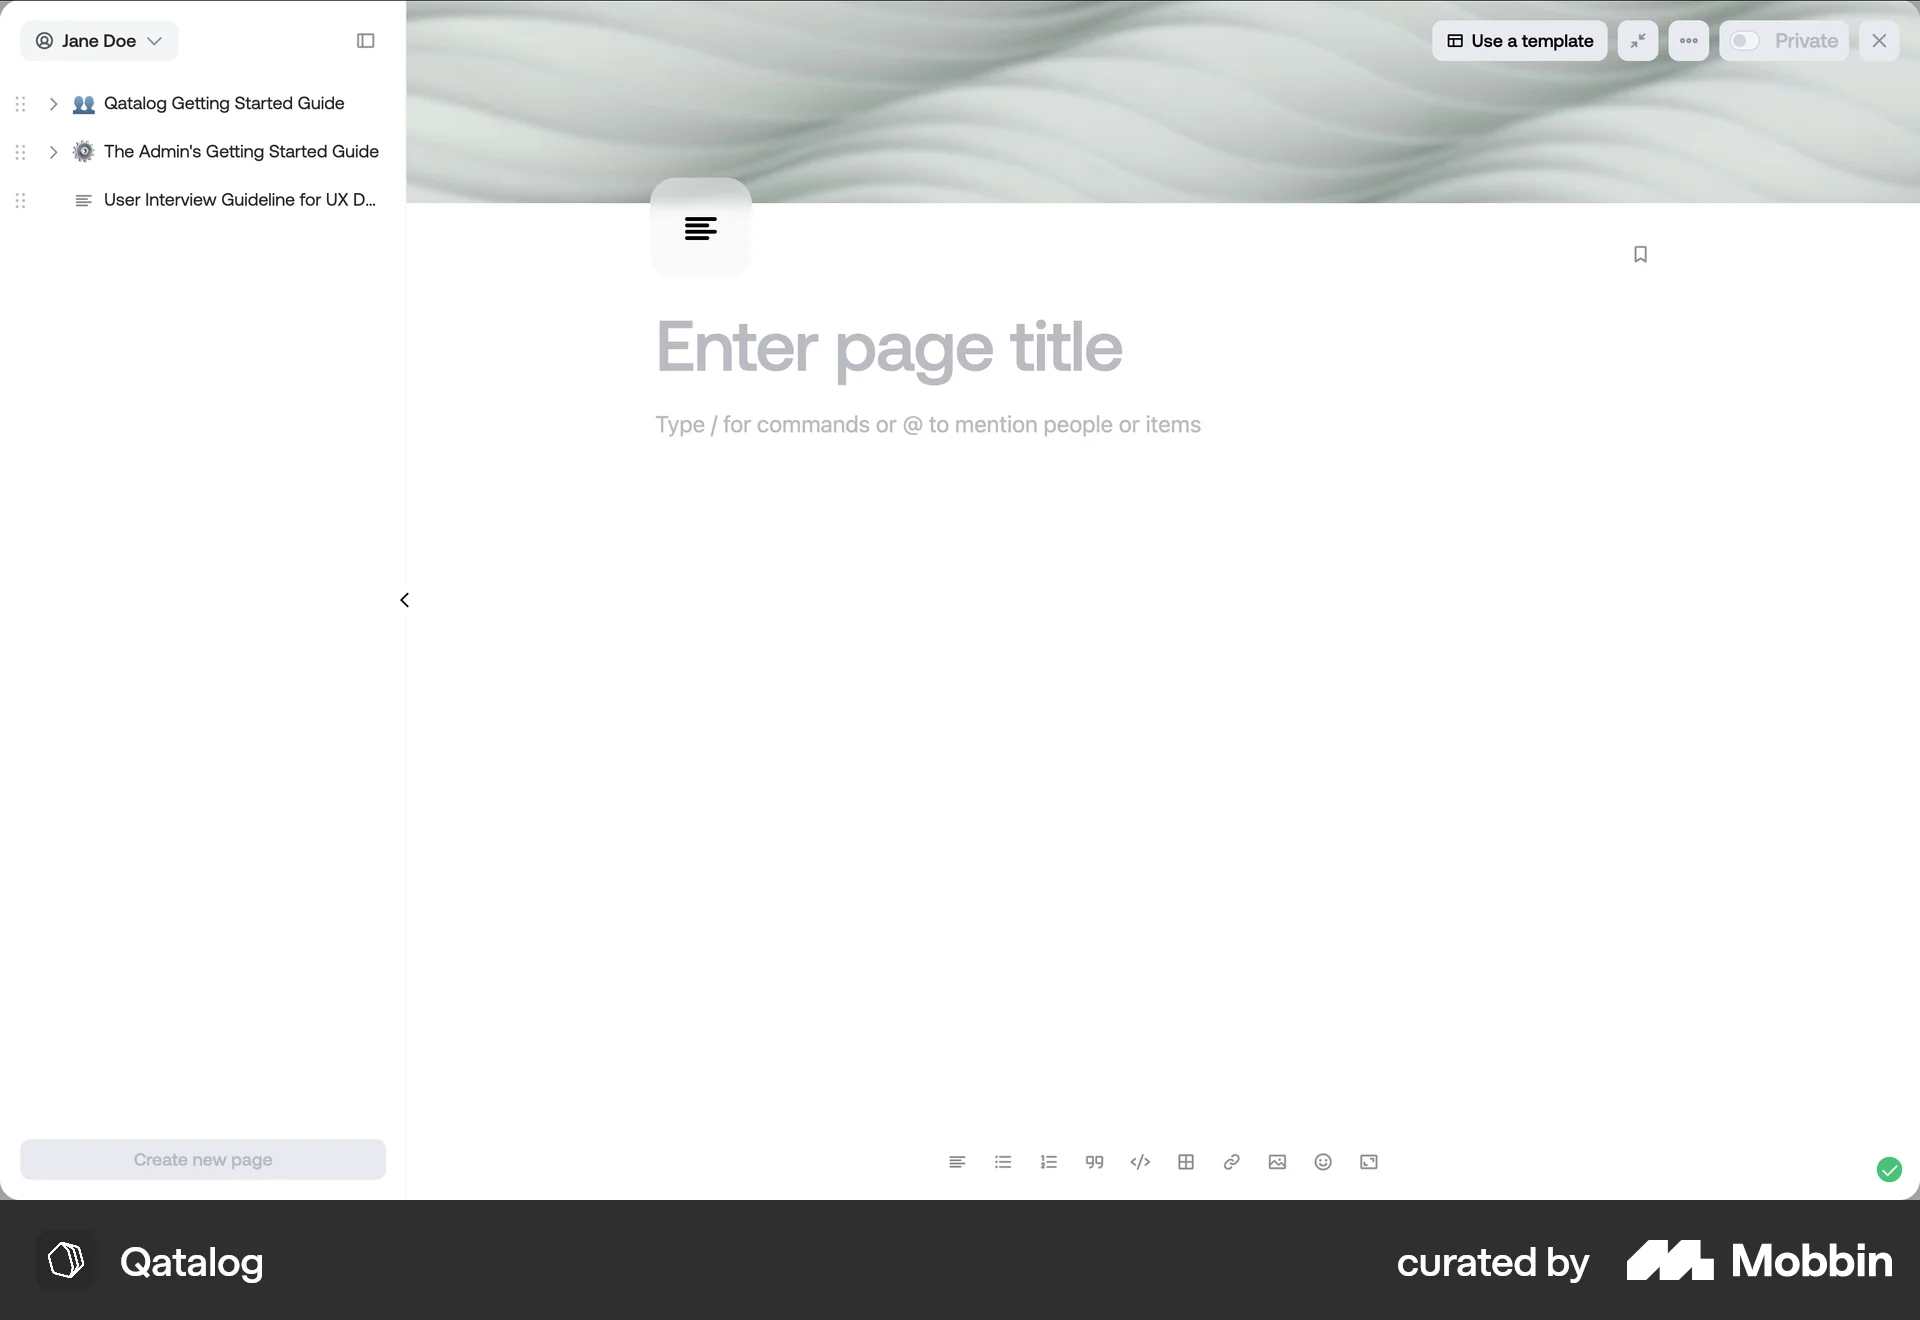 Jane Doe
Use a template
Private
Qatalog Getting Started Guide
The Admin's Getting Started Guide
User Interview Guideline for UX D...
Enter page title
Type / for commands or @ to mention people or items
Create new page
Qatalog
curated by Mobbin